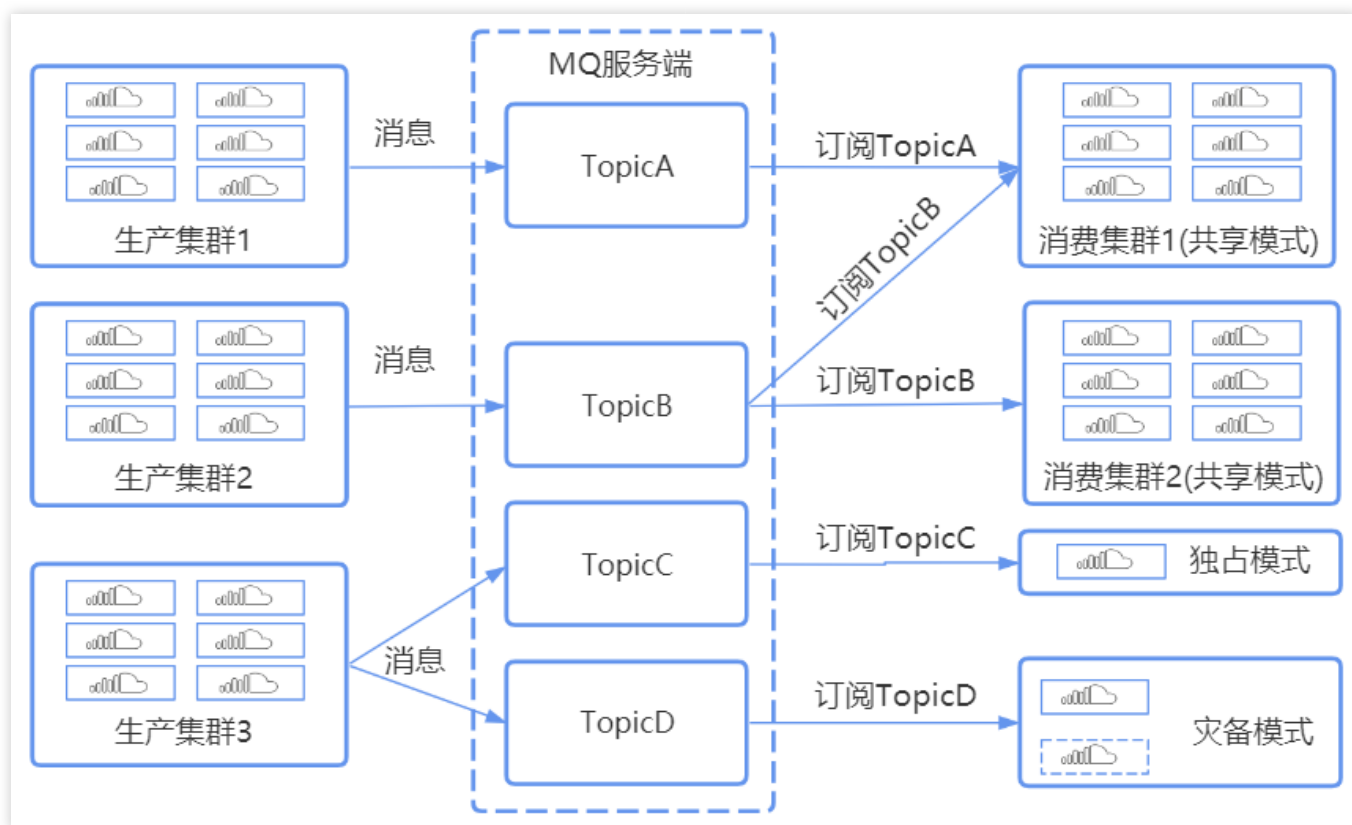 MQ服务端
生产集群1
消息
TopicA
订阅TopicA
消费集群1(共享模式)
订阅TopicB
生产集群2
消息
TopicB
订阅TopicB
消费集群2(共享模式)
生产集群3
消息
TopicC
订阅TopicC
独占模式
TopicD
订阅TopicD
灾备模式